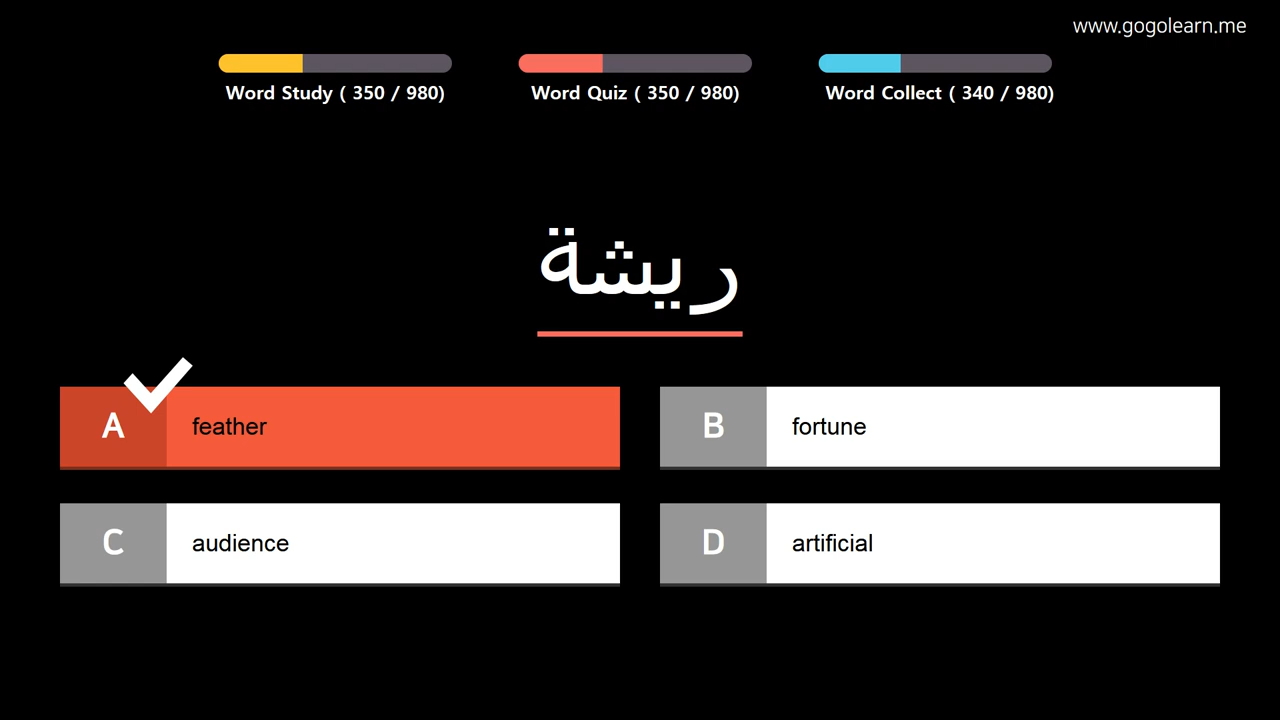 www.gogolearn.me
Word Study ( 350 / 980)
Word Quiz ( 350 / 980)
Word Collect ( 340 / 980)
ريشة
A feather
B fortune
C audience
D artificial